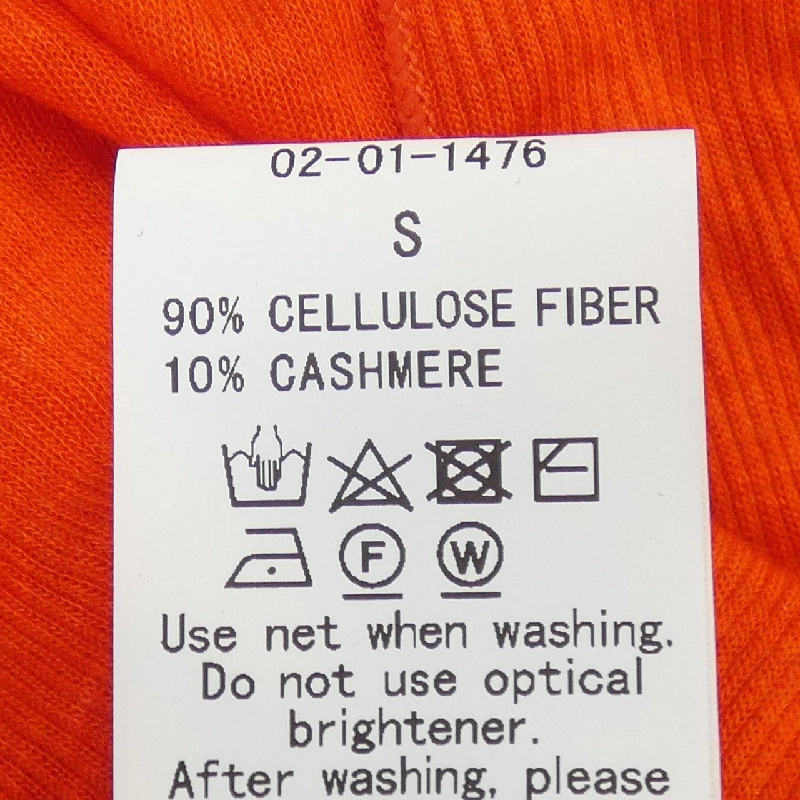 02-01-1476
S
90% CELLULOSE FIBER
10% CASHMERE
F W
Use net when washing.
Do not use optical
brightener.
After washing, please